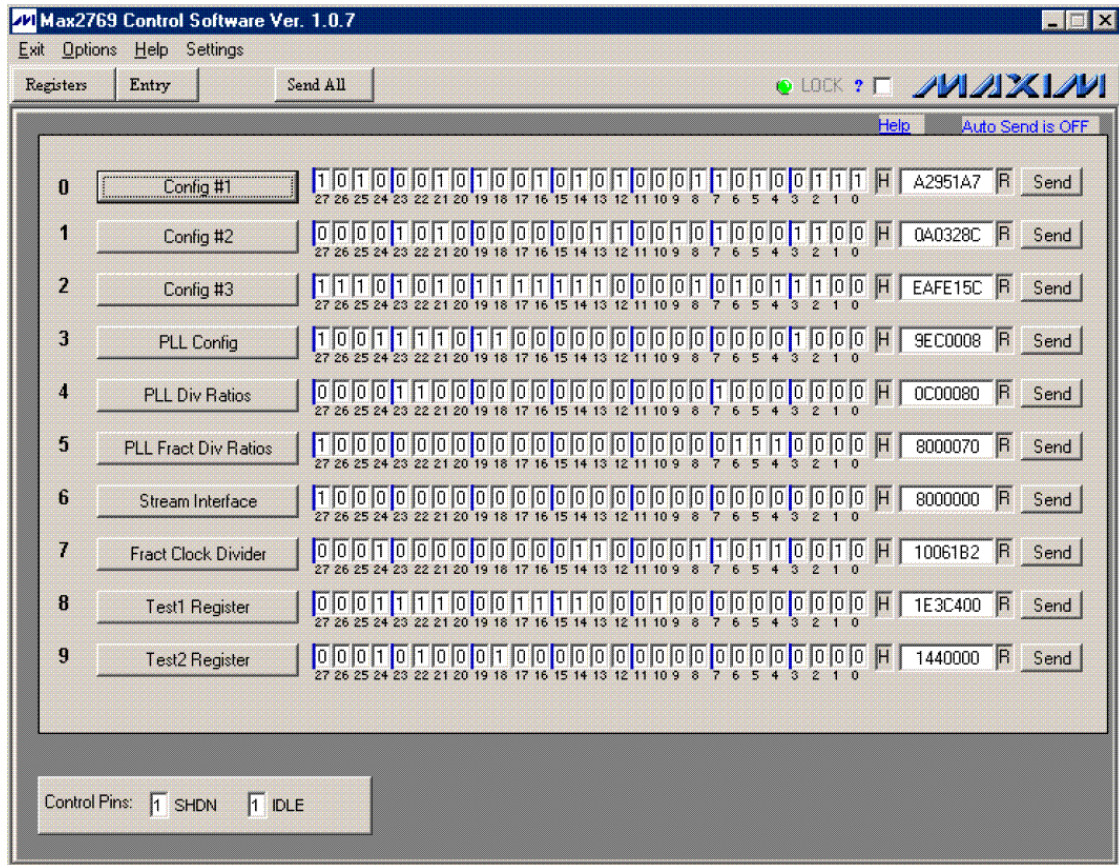 Max2769 Control Software Ver. 1.0.7
Exit Options Help Settings
Registers Entry Send All LOCK ? MAXIM
Help Auto Send is OFF
0 Config #1 1 0 1 0 0 0 1 0 1 0 0 1 0 1 0 1 0 0 0 1 1 0 1 0 0 1 1 1 H A2951A7 R Send
27 26 25 24 23 22 21 20 19 18 17 16 15 14 13 12 11 10 9 8 7 6 5 4 3 2 1 0
1 Config #2 0 0 0 0 1 0 1 0 0 0 0 0 0 0 1 1 0 0 1 0 1 0 0 0 1 1 0 0 H 0A0328C R Send
27 26 25 24 23 22 21 20 19 18 17 16 15 14 13 12 11 10 9 8 7 6 5 4 3 2 1 0
2 Config #3 1 1 1 0 1 0 1 0 1 1 1 1 1 1 1 0 0 0 0 1 0 1 0 1 1 1 0 0 H EAFE15C R Send
27 26 25 24 23 22 21 20 19 18 17 16 15 14 13 12 11 10 9 8 7 6 5 4 3 2 1 0
3 PLL Config 1 0 0 1 1 1 1 0 1 1 0 0 0 0 0 0 0 0 0 0 0 0 0 0 1 0 0 0 H 9EC0008 R Send
27 26 25 24 23 22 21 20 19 18 17 16 15 14 13 12 11 10 9 8 7 6 5 4 3 2 1 0
4 PLL Div Ratios 0 0 0 0 1 1 0 0 0 0 0 0 0 0 0 0 0 0 0 0 1 0 0 0 0 0 0 0 H 0C00080 R Send
27 26 25 24 23 22 21 20 19 18 17 16 15 14 13 12 11 10 9 8 7 6 5 4 3 2 1 0
5 PLL Fract Div Ratios 1 0 0 0 0 0 0 0 0 0 0 0 0 0 0 0 0 0 0 0 0 1 1 1 0 0 0 0 H 8000070 R Send
27 26 25 24 23 22 21 20 19 18 17 16 15 14 13 12 11 10 9 8 7 6 5 4 3 2 1 0
6 Stream Interface 1 0 0 0 0 0 0 0 0 0 0 0 0 0 0 0 0 0 0 0 0 0 0 0 0 0 0 0 H 8000000 R Send
27 26 25 24 23 22 21 20 19 18 17 16 15 14 13 12 11 10 9 8 7 6 5 4 3 2 1 0
7 Fract Clock Divider 0 0 0 1 0 0 0 0 0 0 0 0 0 1 1 0 0 0 0 1 1 0 1 1 0 0 1 0 H 10061B2 R Send
27 26 25 24 23 22 21 20 19 18 17 16 15 14 13 12 11 10 9 8 7 6 5 4 3 2 1 0
8 Test1 Register 0 0 0 1 1 1 1 0 0 0 1 1 1 1 0 0 0 1 0 0 0 0 0 0 0 0 0 0 H 1E3C400 R Send
27 26 25 24 23 22 21 20 19 18 17 16 15 14 13 12 11 10 9 8 7 6 5 4 3 2 1 0
9 Test2 Register 0 0 0 1 0 1 0 0 0 1 0 0 0 0 0 0 0 0 0 0 0 0 0 0 0 0 0 0 H 1440000 R Send
27 26 25 24 23 22 21 20 19 18 17 16 15 14 13 12 11 10 9 8 7 6 5 4 3 2 1 0
Control Pins: 1 SHDN 1 IDLE